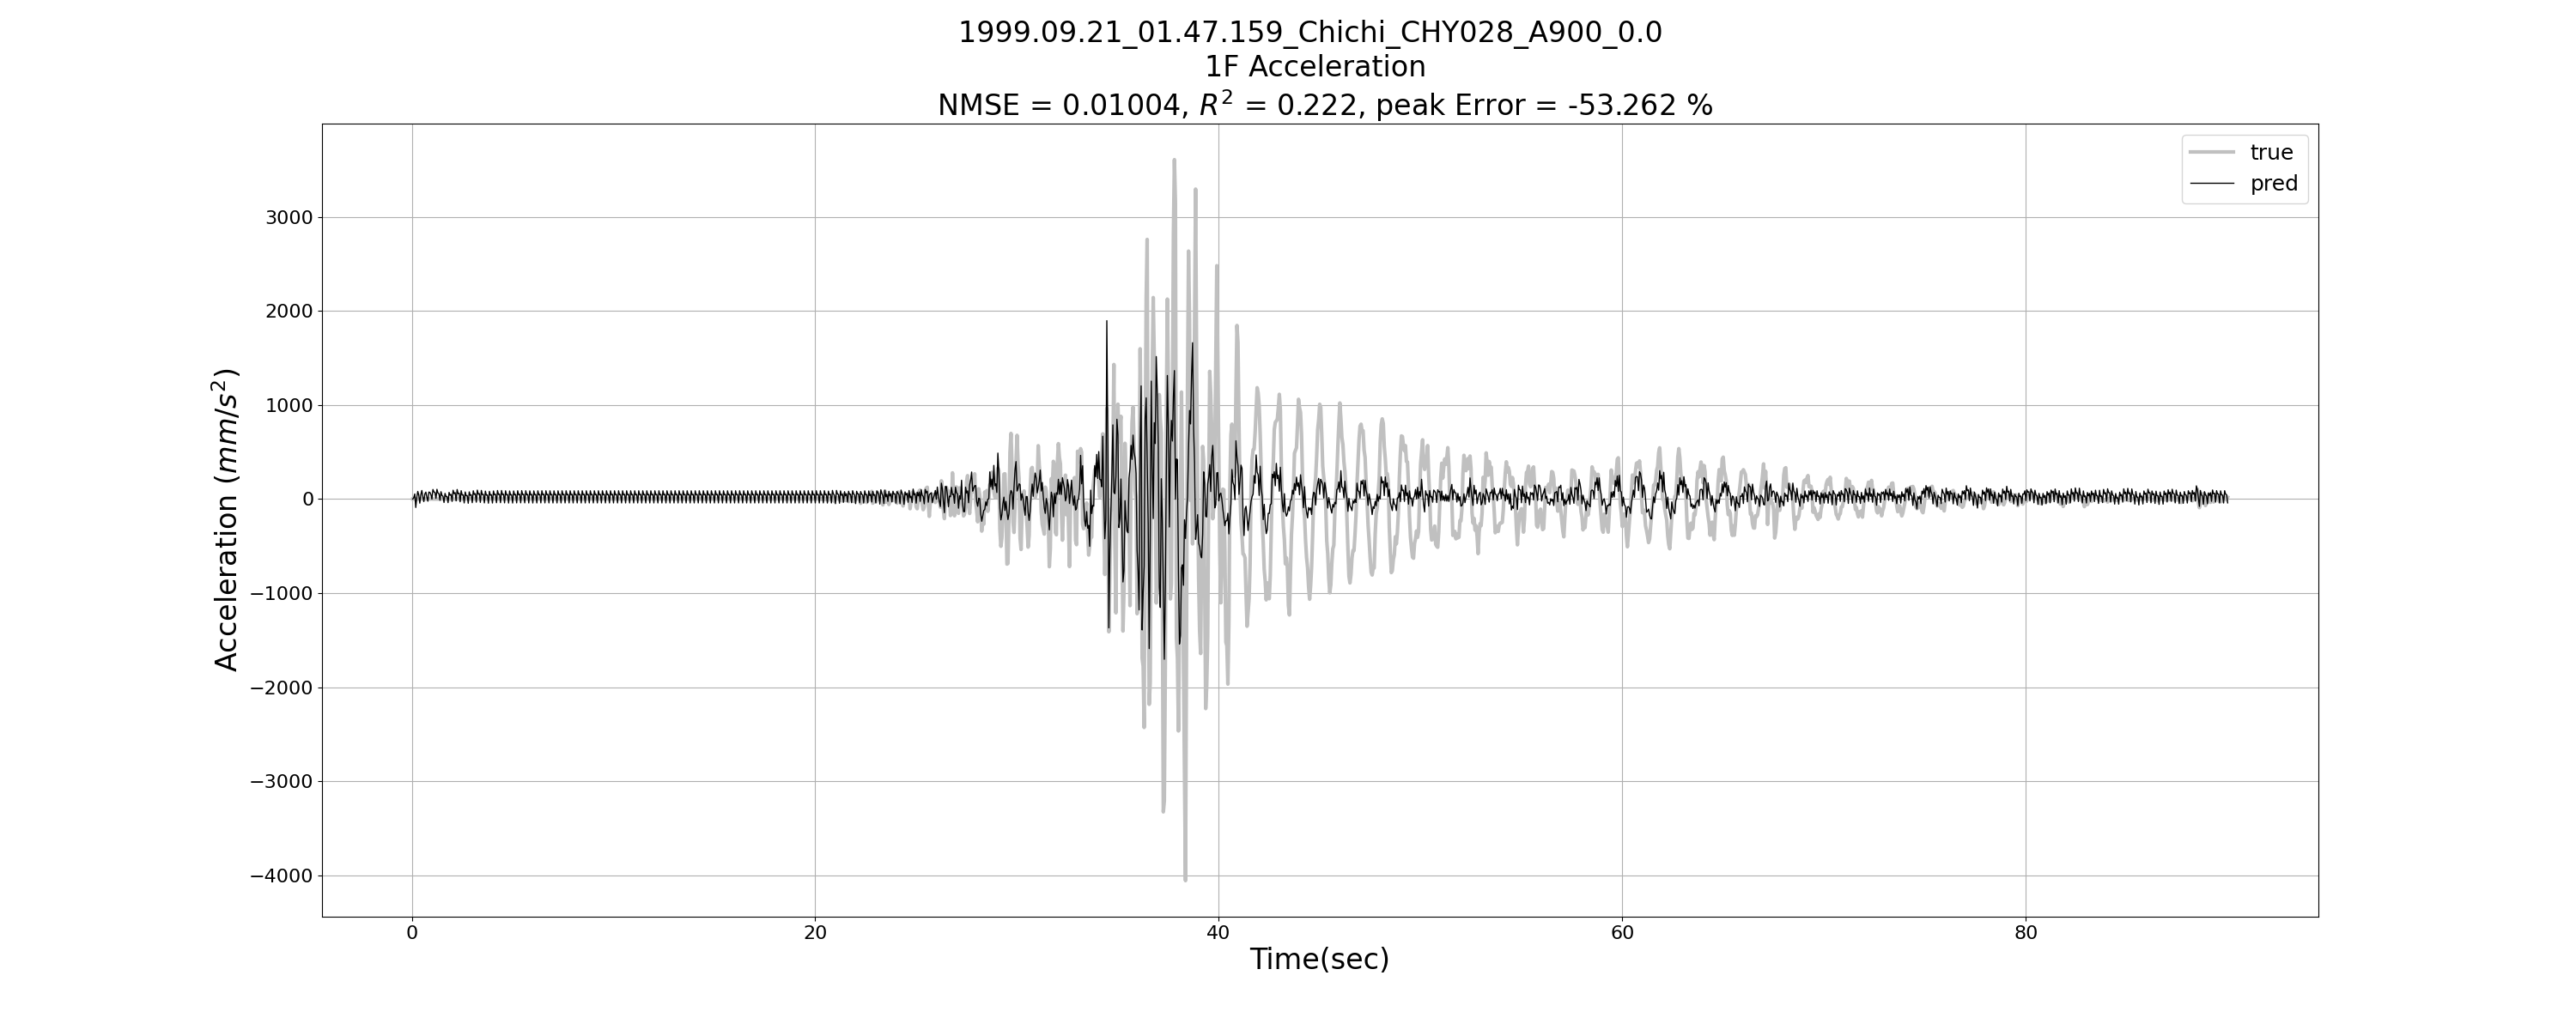 1999.09.21_01.47.159_Chichi_CHY028_A900_0.0
1F Acceleration
NMSE = 0.01004, R² = 0.222, peak Error = -53.262 %
true
pred
Acceleration (mm/s²)
3000
2000
1000
0
−1000
−2000
−3000
−4000
0 20 40 60 80
Time(sec)